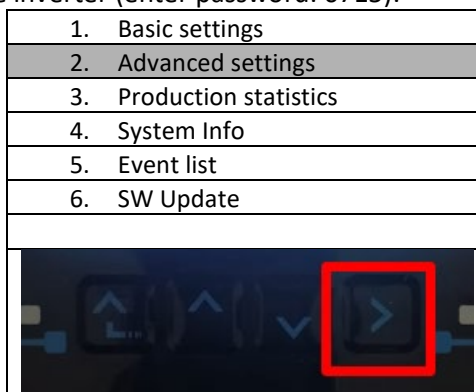 inverter (enter password: 0715).
1. Basic settings
2. Advanced settings
3. Production statistics
4. System Info
5. Event list
6. SW Update